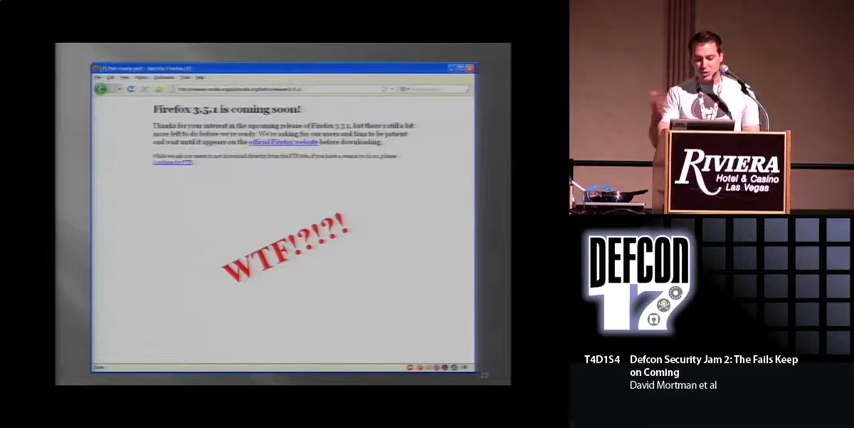 Firefox 3.5.1 is coming soon!
Thanks for your interest in the upcoming release of Firefox 3.5.1, but there's still a lot
more left to do before we're ready. We're asking for our users and fans to be patient
and wait until it appears on the official Firefox website before downloading.
continue to FTP
WTF!?!?!
RIVIERA
Hotel & Casino
Las Vegas
DEFCON
17
T4D1S4 Defcon Security Jam 2: The Fails Keep
on Coming
David Mortman et al